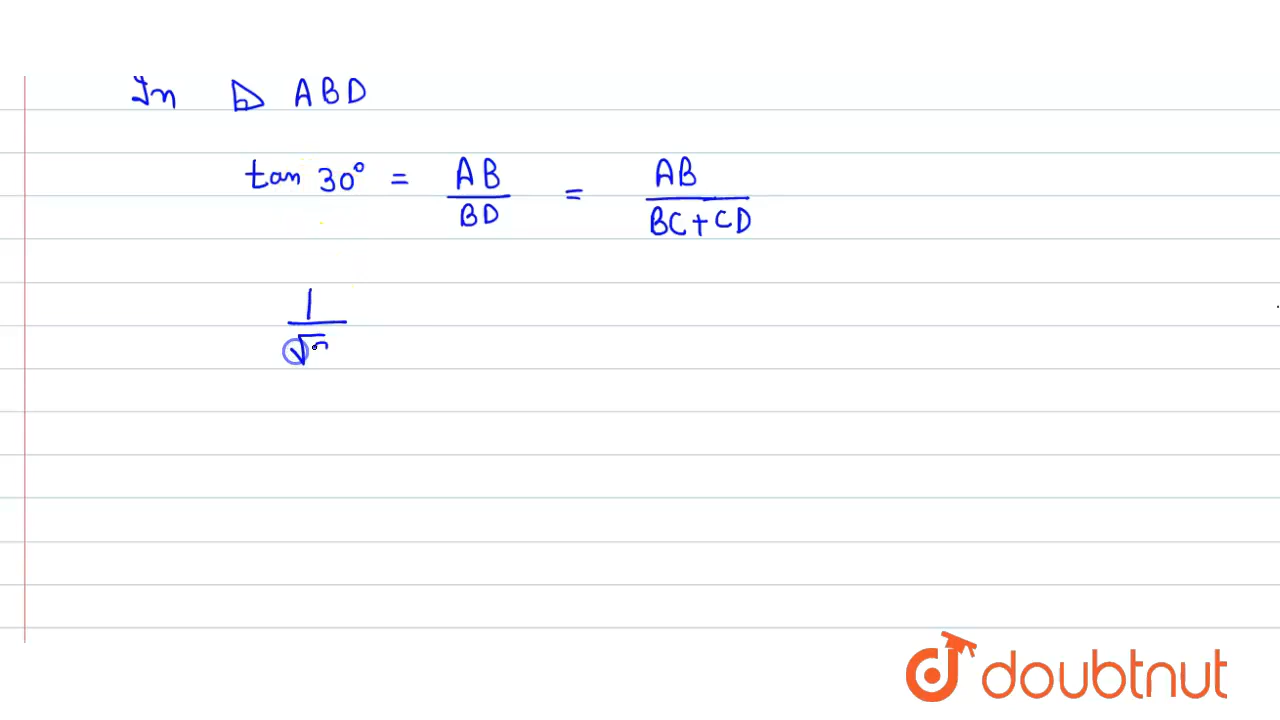 In △ ABD
tan 30° = AB/BD = AB/(BC+CD)
1/√
doubtnut